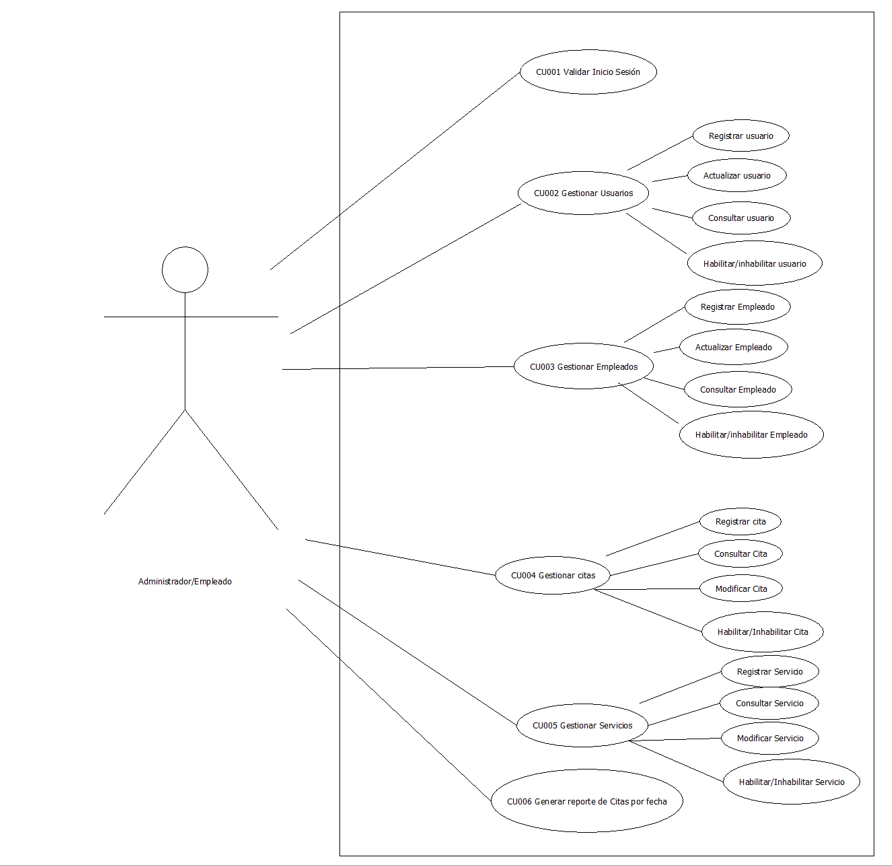 CU001 Validar Inicio Sesión
Registrar usuario
Actualizar usuario
CU002 Gestionar Usuarios
Consultar usuario
Habilitar/inhabilitar usuario
Registrar Empleado
Actualizar Empleado
CU003 Gestionar Empleados
Consultar Empleado
Habilitar/inhabilitar Empleado
Registrar cita
Consultar Cita
CU004 Gestionar citas
Modificar Cita
Administrador/Empleado
Habilitar/Inhabilitar Cita
Registrar Servicio
Consultar Servicio
CU005 Gestionar Servicios
Modificar Servicio
Habilitar/Inhabilitar Servicio
CU006 Generar reporte de Citas por fecha